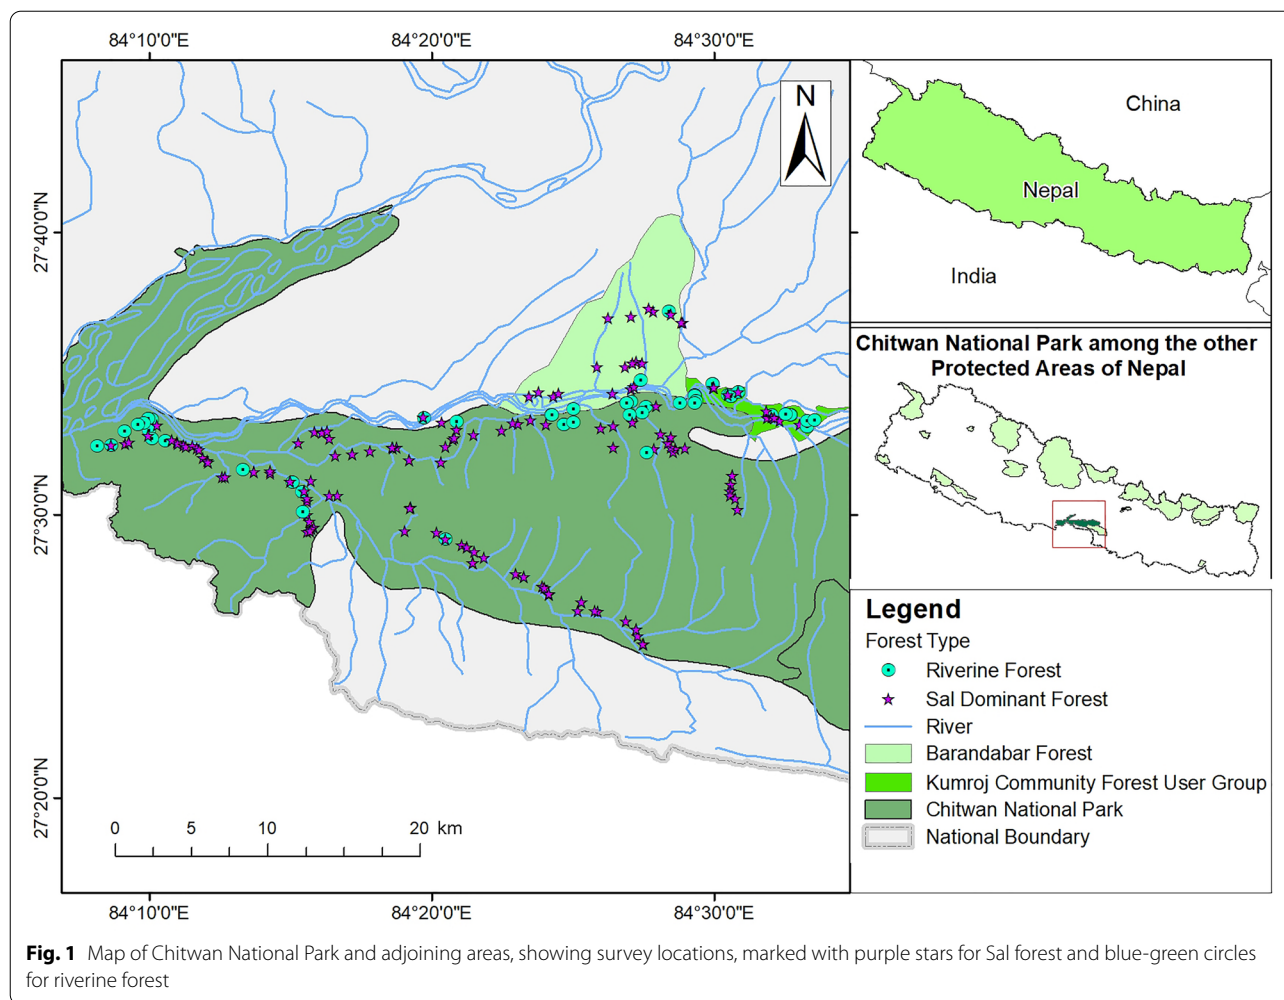 84°10'0"E
84°20'0"E
84°30'0"E
27°40'0"N
27°30'0"N
27°20'0"N
N
0 5 10 20 km
84°10'0"E
84°20'0"E
84°30'0"E
China
Nepal
India
Chitwan National Park among the other
Protected Areas of Nepal
Legend
Forest Type
Riverine Forest
Sal Dominant Forest
River
Barandabar Forest
Kumroj Community Forest User Group
Chitwan National Park
National Boundary
Fig. 1 Map of Chitwan National Park and adjoining areas, showing survey locations, marked with purple stars for Sal forest and blue-green circles
for riverine forest